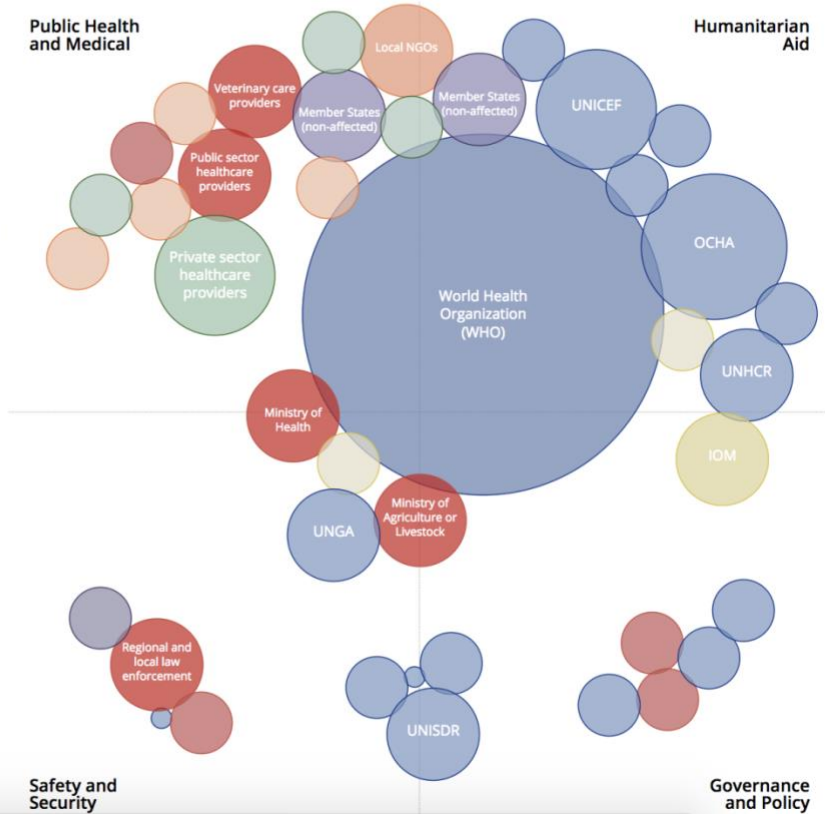 Public Health
and Medical
Humanitarian
Aid
Local NGOs
Veterinary care
providers
Member States
(non-affected)
Member States
(non-affected)
UNICEF
Public sector
healthcare
providers
OCHA
Private sector
healthcare
providers
World Health
Organization
(WHO)
UNHCR
Ministry of
Health
IOM
Ministry of
Agriculture or
Livestock
UNGA
Regional and
local law
enforcement
UNISDR
Safety and
Security
Governance
and Policy